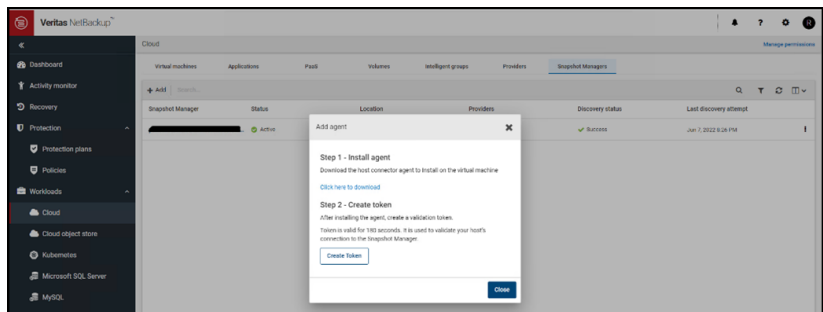 Veritas NetBackup™
?
R
Cloud
Manage permissions
Dashboard
Activity monitor
Recovery
Protection
Protection plans
Policies
Workloads
Cloud
Cloud object store
Kubernetes
Microsoft SQL Server
MySQL
Virtual machines Applications PaaS Volumes Intelligent groups Providers Snapshot Managers
+ Add Search...
Snapshot Manager Status Location Providers Discovery status Last discovery attempt
Active Success Jun 7, 2022 8:26 PM
Add agent
Step 1 - Install agent
Download the host connector agent to install on the virtual machine
Click here to download
Step 2 - Create token
After installing the agent, create a validation token.
Token is valid for 180 seconds. It is used to validate your host's
connection to the Snapshot Manager.
Create Token
Close